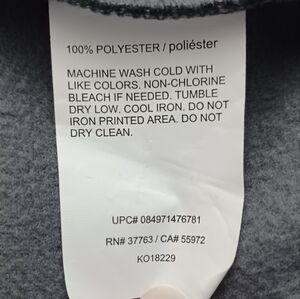 100% POLYESTER / poliéster
MACHINE WASH COLD WITH
LIKE COLORS. NON-CHLORINE
BLEACH IF NEEDED. TUMBLE
DRY LOW. COOL IRON. DO NOT
IRON PRINTED AREA. DO NOT
DRY CLEAN.
UPC# 084971476781
RN# 37763 / CA# 55972
KO18229